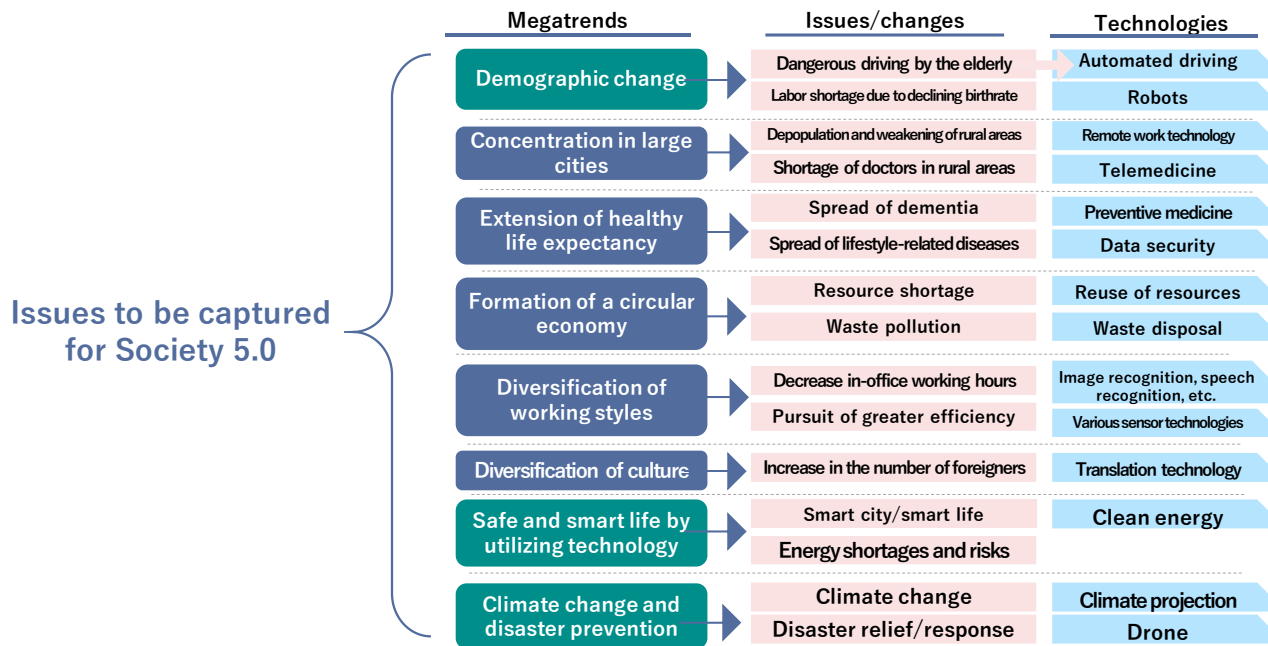 Megatrends
Issues/changes
Technologies
Issues to be captured
for Society 5.0
Demographic change
Dangerous driving by the elderly
Automated driving
Labor shortage due to declining birthrate
Robots
Concentration in large
cities
Depopulation and weakening of rural areas
Remote work technology
Shortage of doctors in rural areas
Telemedicine
Extension of healthy
life expectancy
Spread of dementia
Preventive medicine
Spread of lifestyle-related diseases
Data security
Formation of a circular
economy
Resource shortage
Reuse of resources
Waste pollution
Waste disposal
Diversification of
working styles
Decrease in-office working hours
Image recognition, speech
recognition, etc.
Pursuit of greater efficiency
Various sensor technologies
Diversification of culture
Increase in the number of foreigners
Translation technology
Safe and smart life by
utilizing technology
Smart city/smart life
Clean energy
Energy shortages and risks
Climate change and
disaster prevention
Climate change
Climate projection
Disaster relief/response
Drone